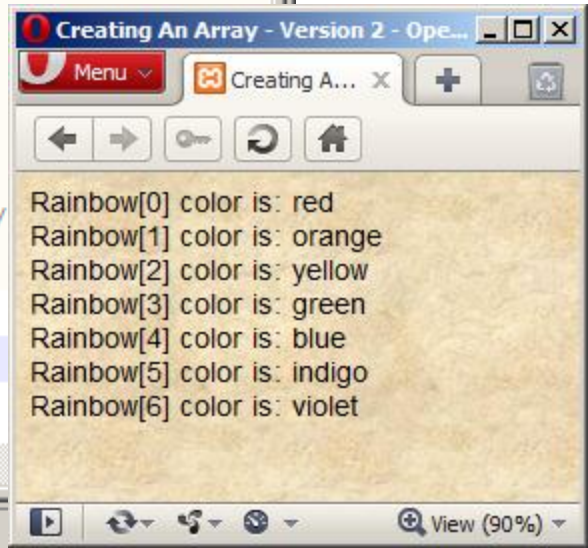 Creating An Array - Version 2 - Ope...
Menu
Creating A...
Rainbow[0] color is: red
Rainbow[1] color is: orange
Rainbow[2] color is: yellow
Rainbow[3] color is: green
Rainbow[4] color is: blue
Rainbow[5] color is: indigo
Rainbow[6] color is: violet
View (90%)